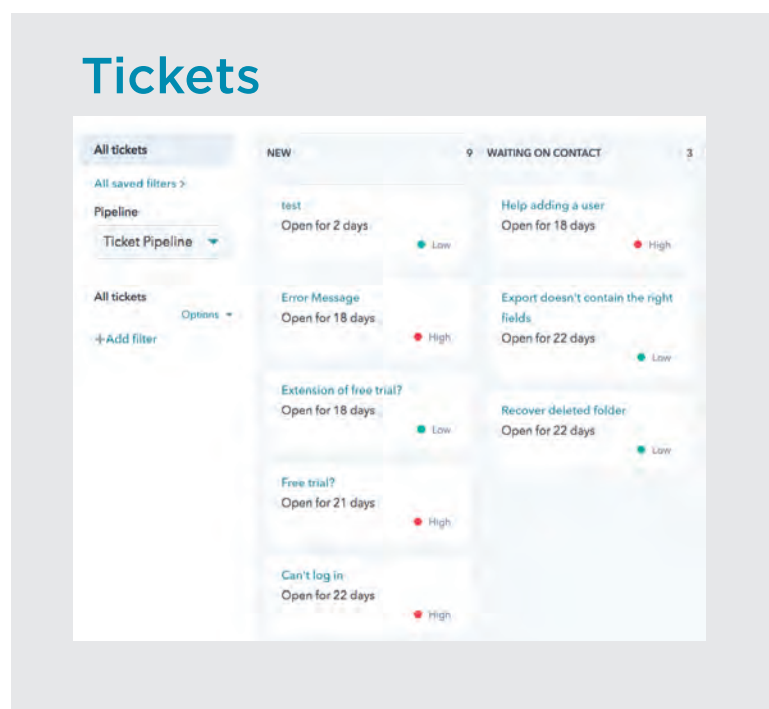 Tickets
All tickets
All saved filters >
Pipeline
Ticket Pipeline
All tickets
Options
+Add filter
NEW 9
test
Open for 2 days
Low
Error Message
Open for 18 days
High
Extension of free trial?
Open for 18 days
Low
Free trial?
Open for 21 days
High
Can't log in
Open for 22 days
High
WAITING ON CONTACT 3
Help adding a user
Open for 18 days
High
Export doesn't contain the right
fields
Open for 22 days
Low
Recover deleted folder
Open for 22 days
Low